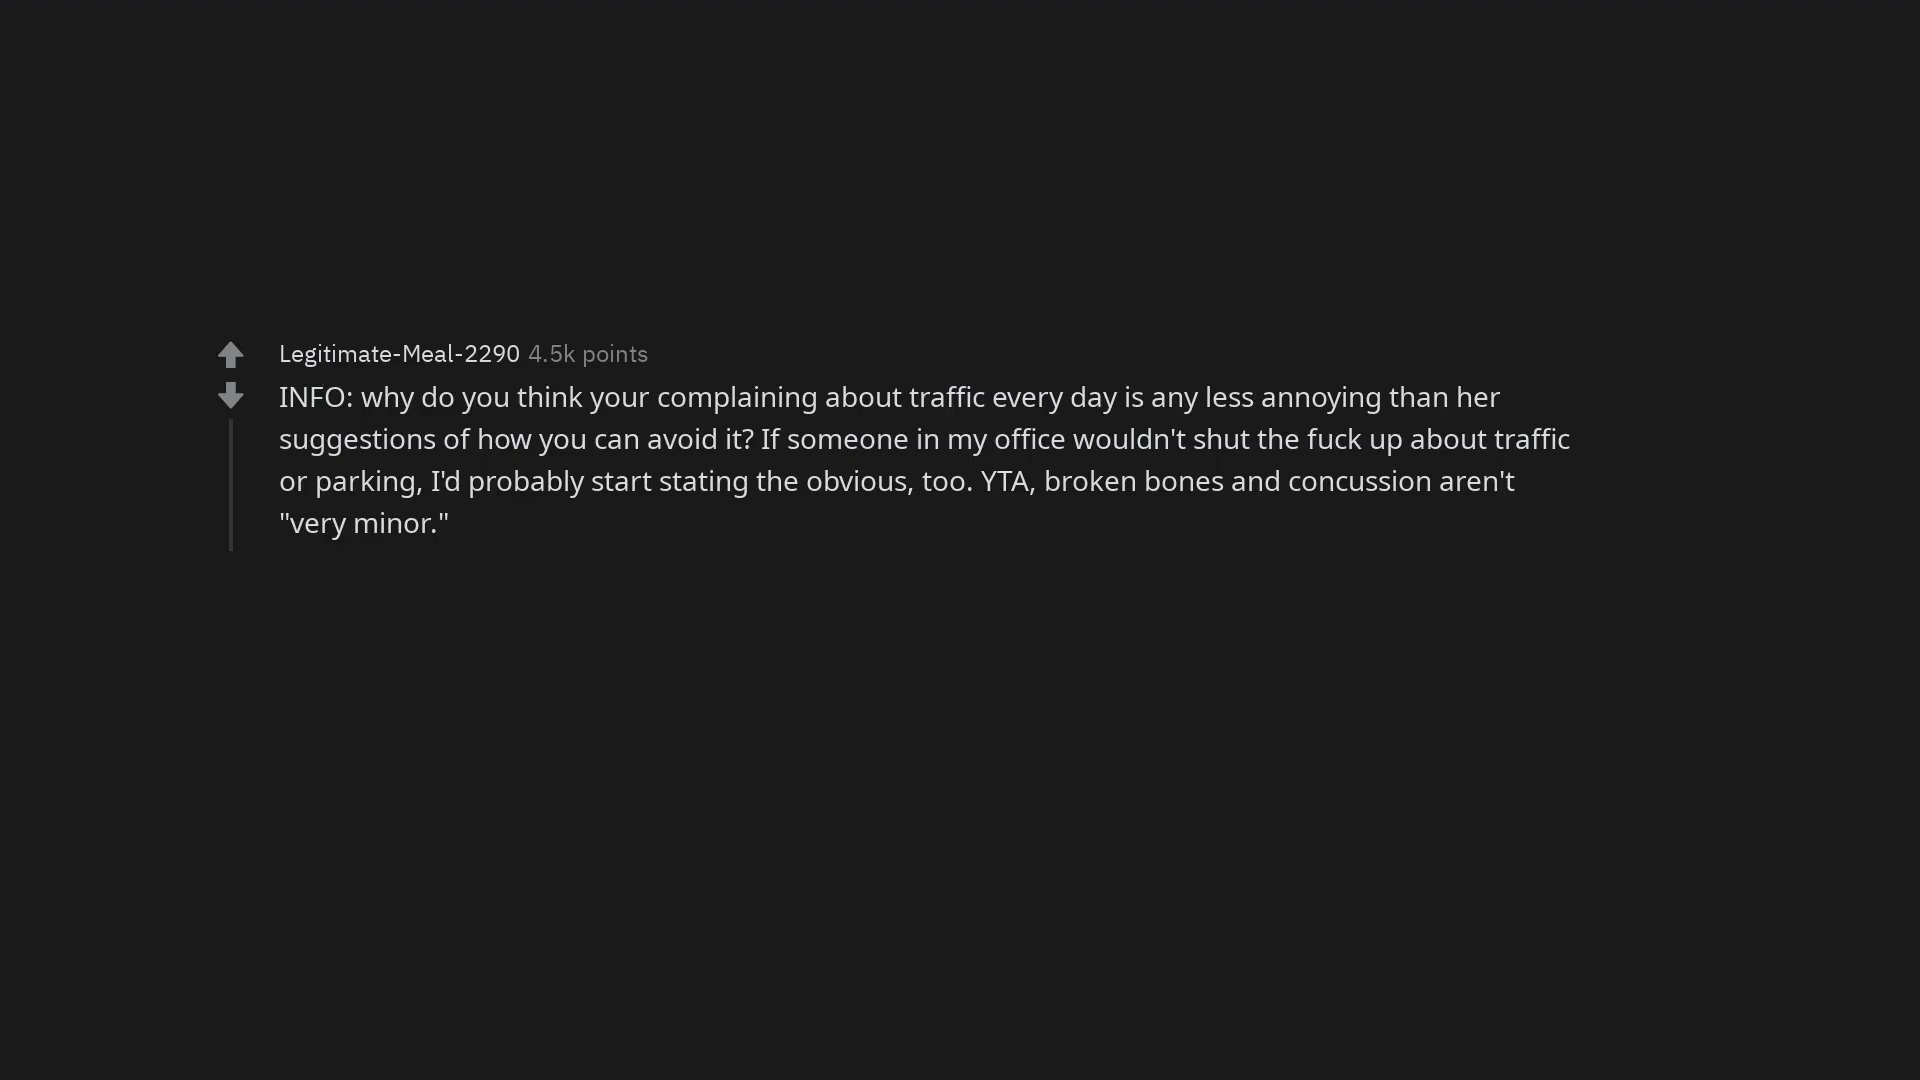 Legitimate-Meal-2290 4.5k points
INFO: why do you think your complaining about traffic every day is any less annoying than her
suggestions of how you can avoid it? If someone in my office wouldn't shut the fuck up about traffic
or parking, I'd probably start stating the obvious, too. YTA, broken bones and concussion aren't
"very minor."